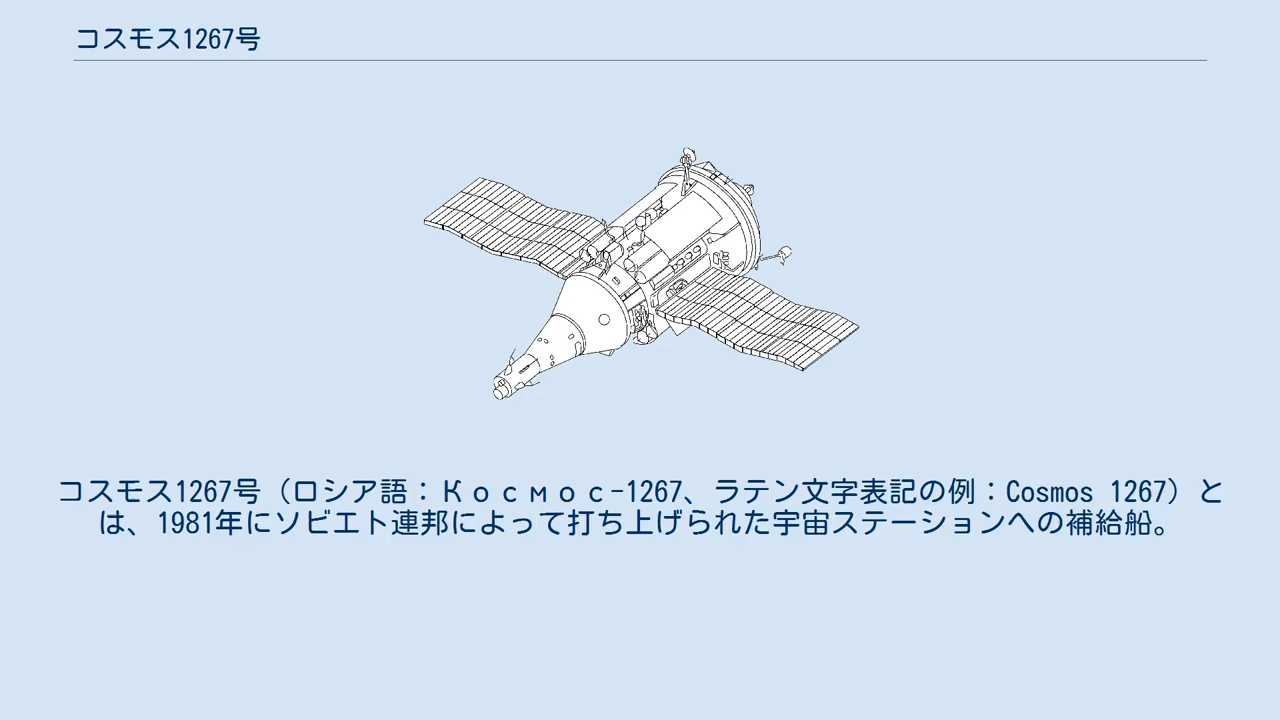 コスモス1267号
コスモス1267号（ロシア語：Космос-1267、ラテン文字表記の例：Cosmos 1267）と
は、1981年にソビエト連邦によって打ち上げられた宇宙ステーションへの補給船。